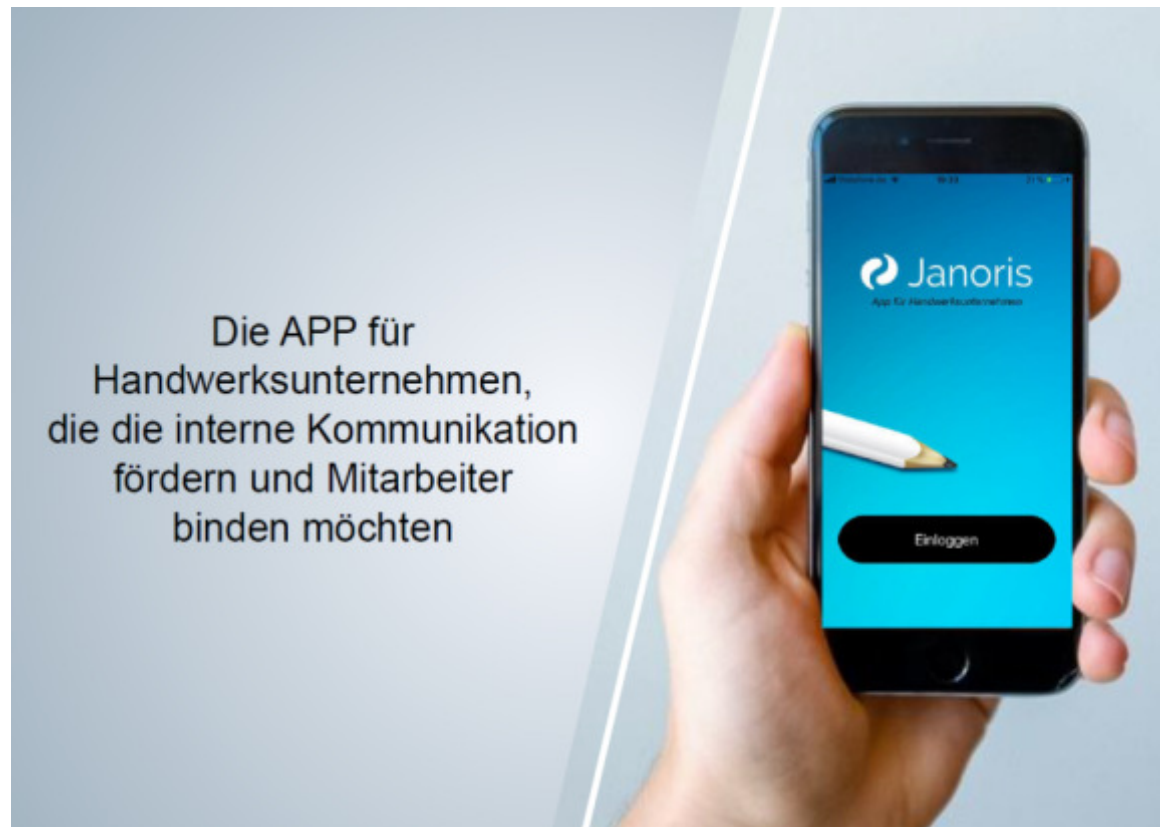 Die APP für
Handwerksunternehmen,
die die interne Kommunikation
fördern und Mitarbeiter
binden möchten
Janoris
App für Handwerksunternehmen
Einloggen